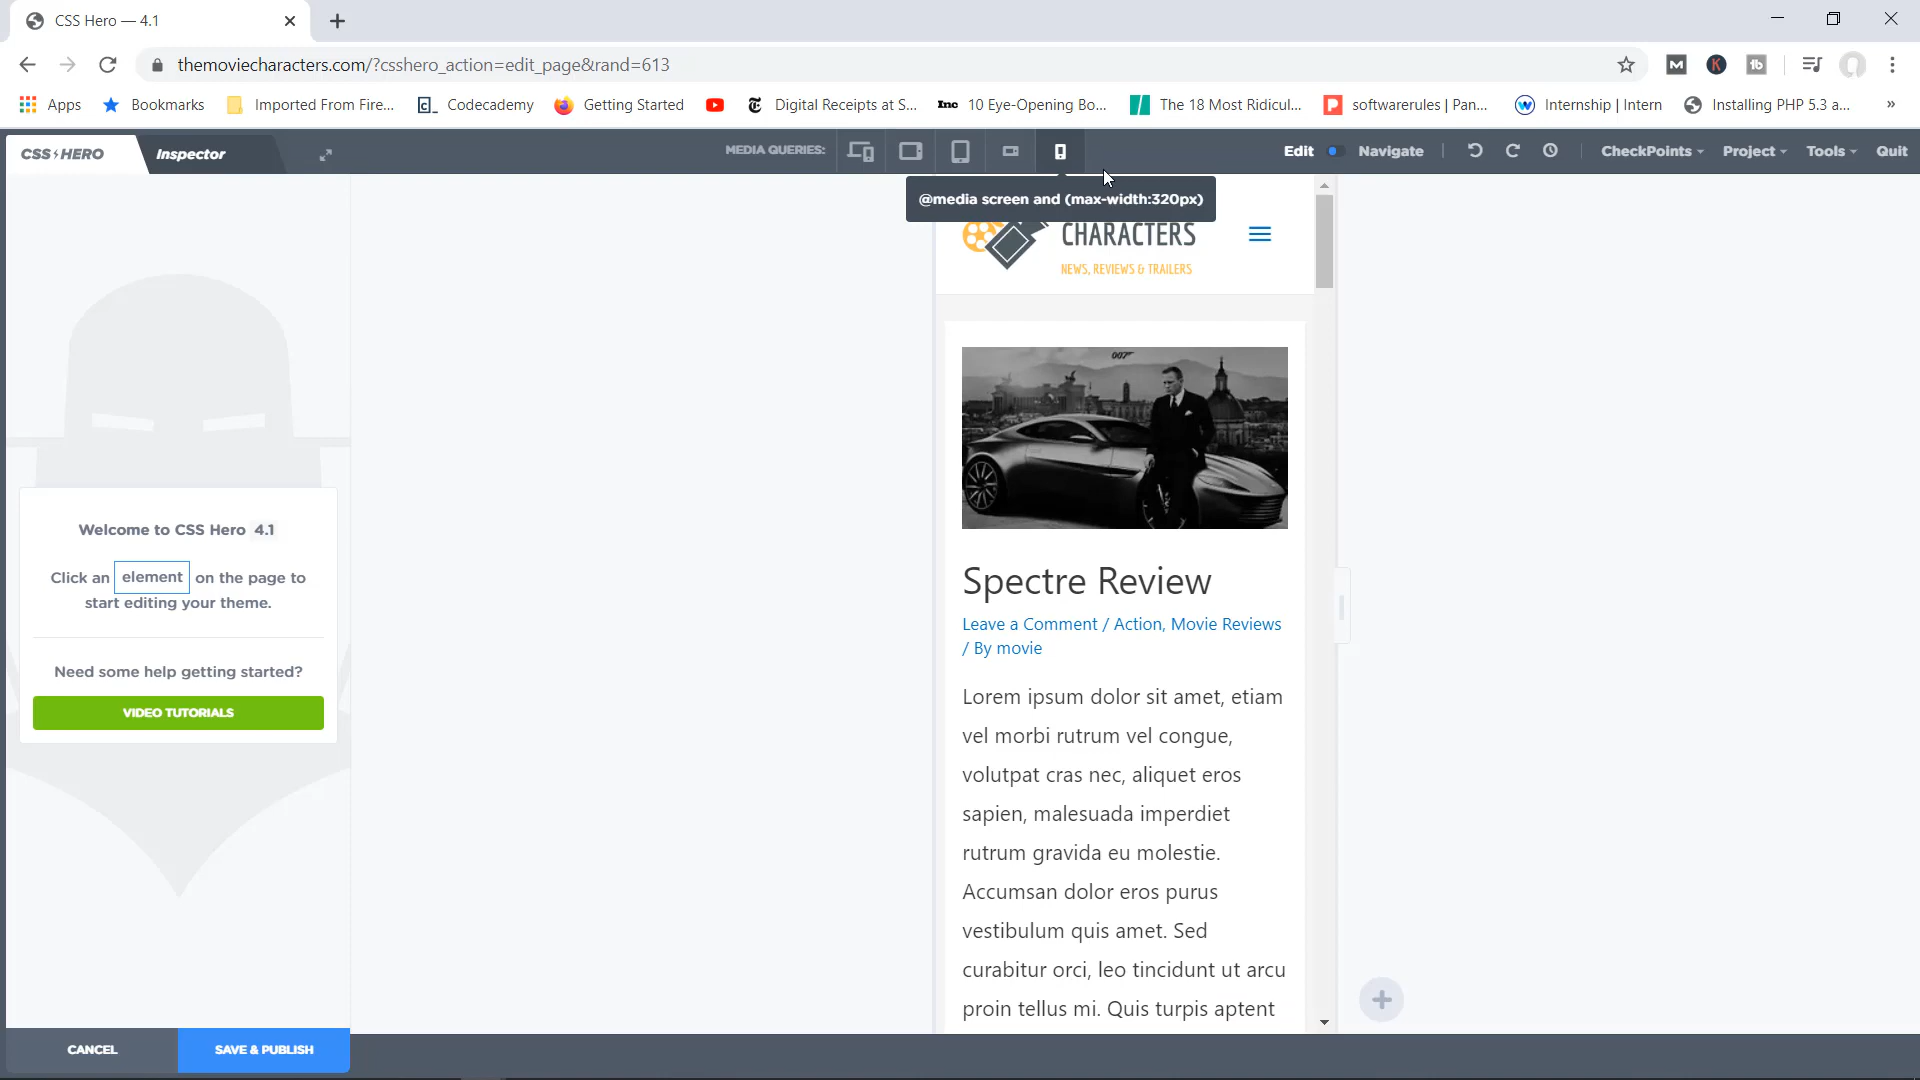 CSS Hero — 4.1
themoviecharacters.com/?csshero_action=edit_page&rand=613
Apps
Bookmarks
Imported From Fire...
Codecademy
Getting Started
Digital Receipts at S...
Inc 10 Eye-Opening Bo...
The 18 Most Ridicul...
softwarerules | Pan...
Internship | Intern
Installing PHP 5.3 a...
»
CSS HERO
Inspector
MEDIA QUERIES:
Edit
Navigate
CheckPoints
Project
Tools
Quit
@media screen and (max-width:320px)
CHARACTERS
NEWS, REVIEWS & TRAILERS
007
Welcome to CSS Hero 4.1
Click an element on the page to
start editing your theme.
Need some help getting started?
VIDEO TUTORIALS
Spectre Review
Leave a Comment / Action, Movie Reviews
/ By movie
Lorem ipsum dolor sit amet, etiam
vel morbi rutrum vel congue,
volutpat cras nec, aliquet eros
sapien, malesuada imperdiet
rutrum gravida eu molestie.
Accumsan dolor eros purus
vestibulum quis amet. Sed
curabitur orci, leo tincidunt ut arcu
proin tellus mi. Quis turpis aptent
CANCEL
SAVE & PUBLISH